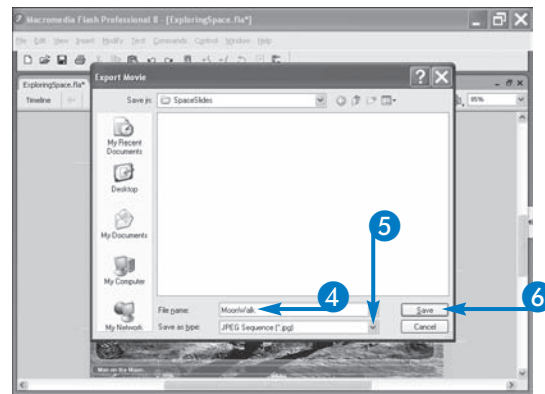 Macromedia Flash Professional 8 - [ExploringSpace.fla*]
File Edit View Insert Modify Text Commands Control Window Help
Export Movie
ExploringSpace.fla*
Timeline
95%
Save in:
SpaceSlides
My Recent
Documents
Desktop
My Documents
My Computer
My Network
File name:
MoonWalk
Save as type:
JPEG Sequence (*.jpg)
Save
Cancel
4
5
6
Man on the Moon